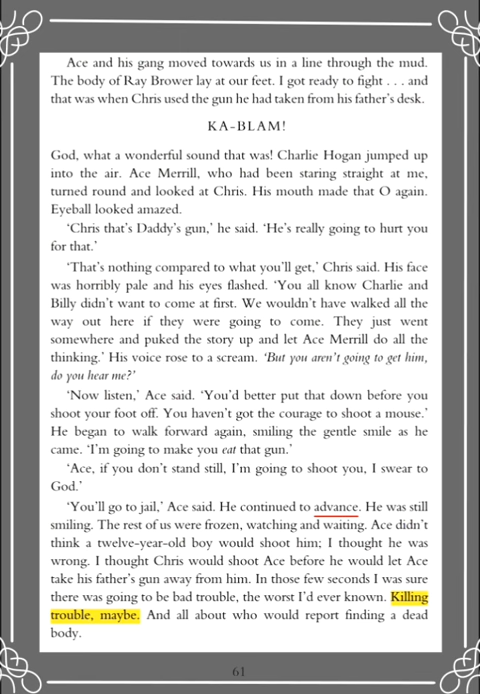 Ace and his gang moved towards us in a line through the mud.
The body of Ray Brower lay at our feet. I got ready to fight . . . and
that was when Chris used the gun he had taken from his father's desk.
KA-BLAM!
God, what a wonderful sound that was! Charlie Hogan jumped up
into the air. Ace Merrill, who had been staring straight at me,
turned round and looked at Chris. His mouth made that O again.
Eyeball looked amazed.
'Chris that's Daddy's gun,' he said. 'He's really going to hurt you
for that.'
'That's nothing compared to what you'll get,' Chris said. His face
was horribly pale and his eyes flashed. 'You all know Charlie and
Billy didn't want to come at first. We wouldn't have walked all the
way out here if they were going to come. They just went
somewhere and puked the story up and let Ace Merrill do all the
thinking.' His voice rose to a scream. 'But you aren't going to get him,
do you hear me?'
'Now listen,' Ace said. 'You'd better put that down before you
shoot your foot off. You haven't got the courage to shoot a mouse.'
He began to walk forward again, smiling the gentle smile as he
came. 'I'm going to make you eat that gun.'
'Ace, if you don't stand still, I'm going to shoot you, I swear to
God.'
'You'll go to jail,' Ace said. He continued to advance. He was still
smiling. The rest of us were frozen, watching and waiting. Ace didn't
think a twelve-year-old boy would shoot him; I thought he was
wrong. I thought Chris would shoot Ace before he would let Ace
take his father's gun away from him. In those few seconds I was sure
there was going to be bad trouble, the worst I'd ever known. Killing
trouble, maybe. And all about who would report finding a dead
body.
61